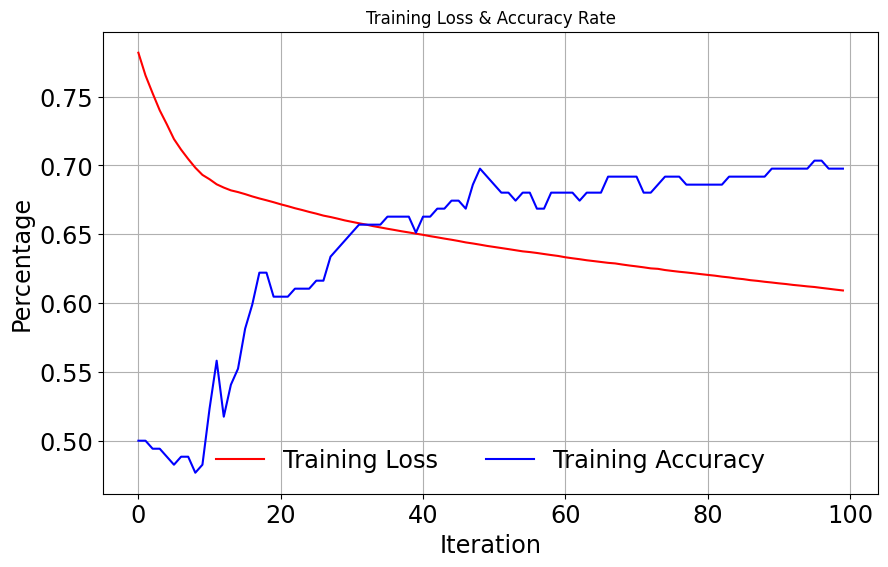 Training Loss & Accuracy Rate
Percentage
0.75
0.70
0.65
0.60
0.55
0.50
Training Loss Training Accuracy
0 20 40 60 80 100
Iteration